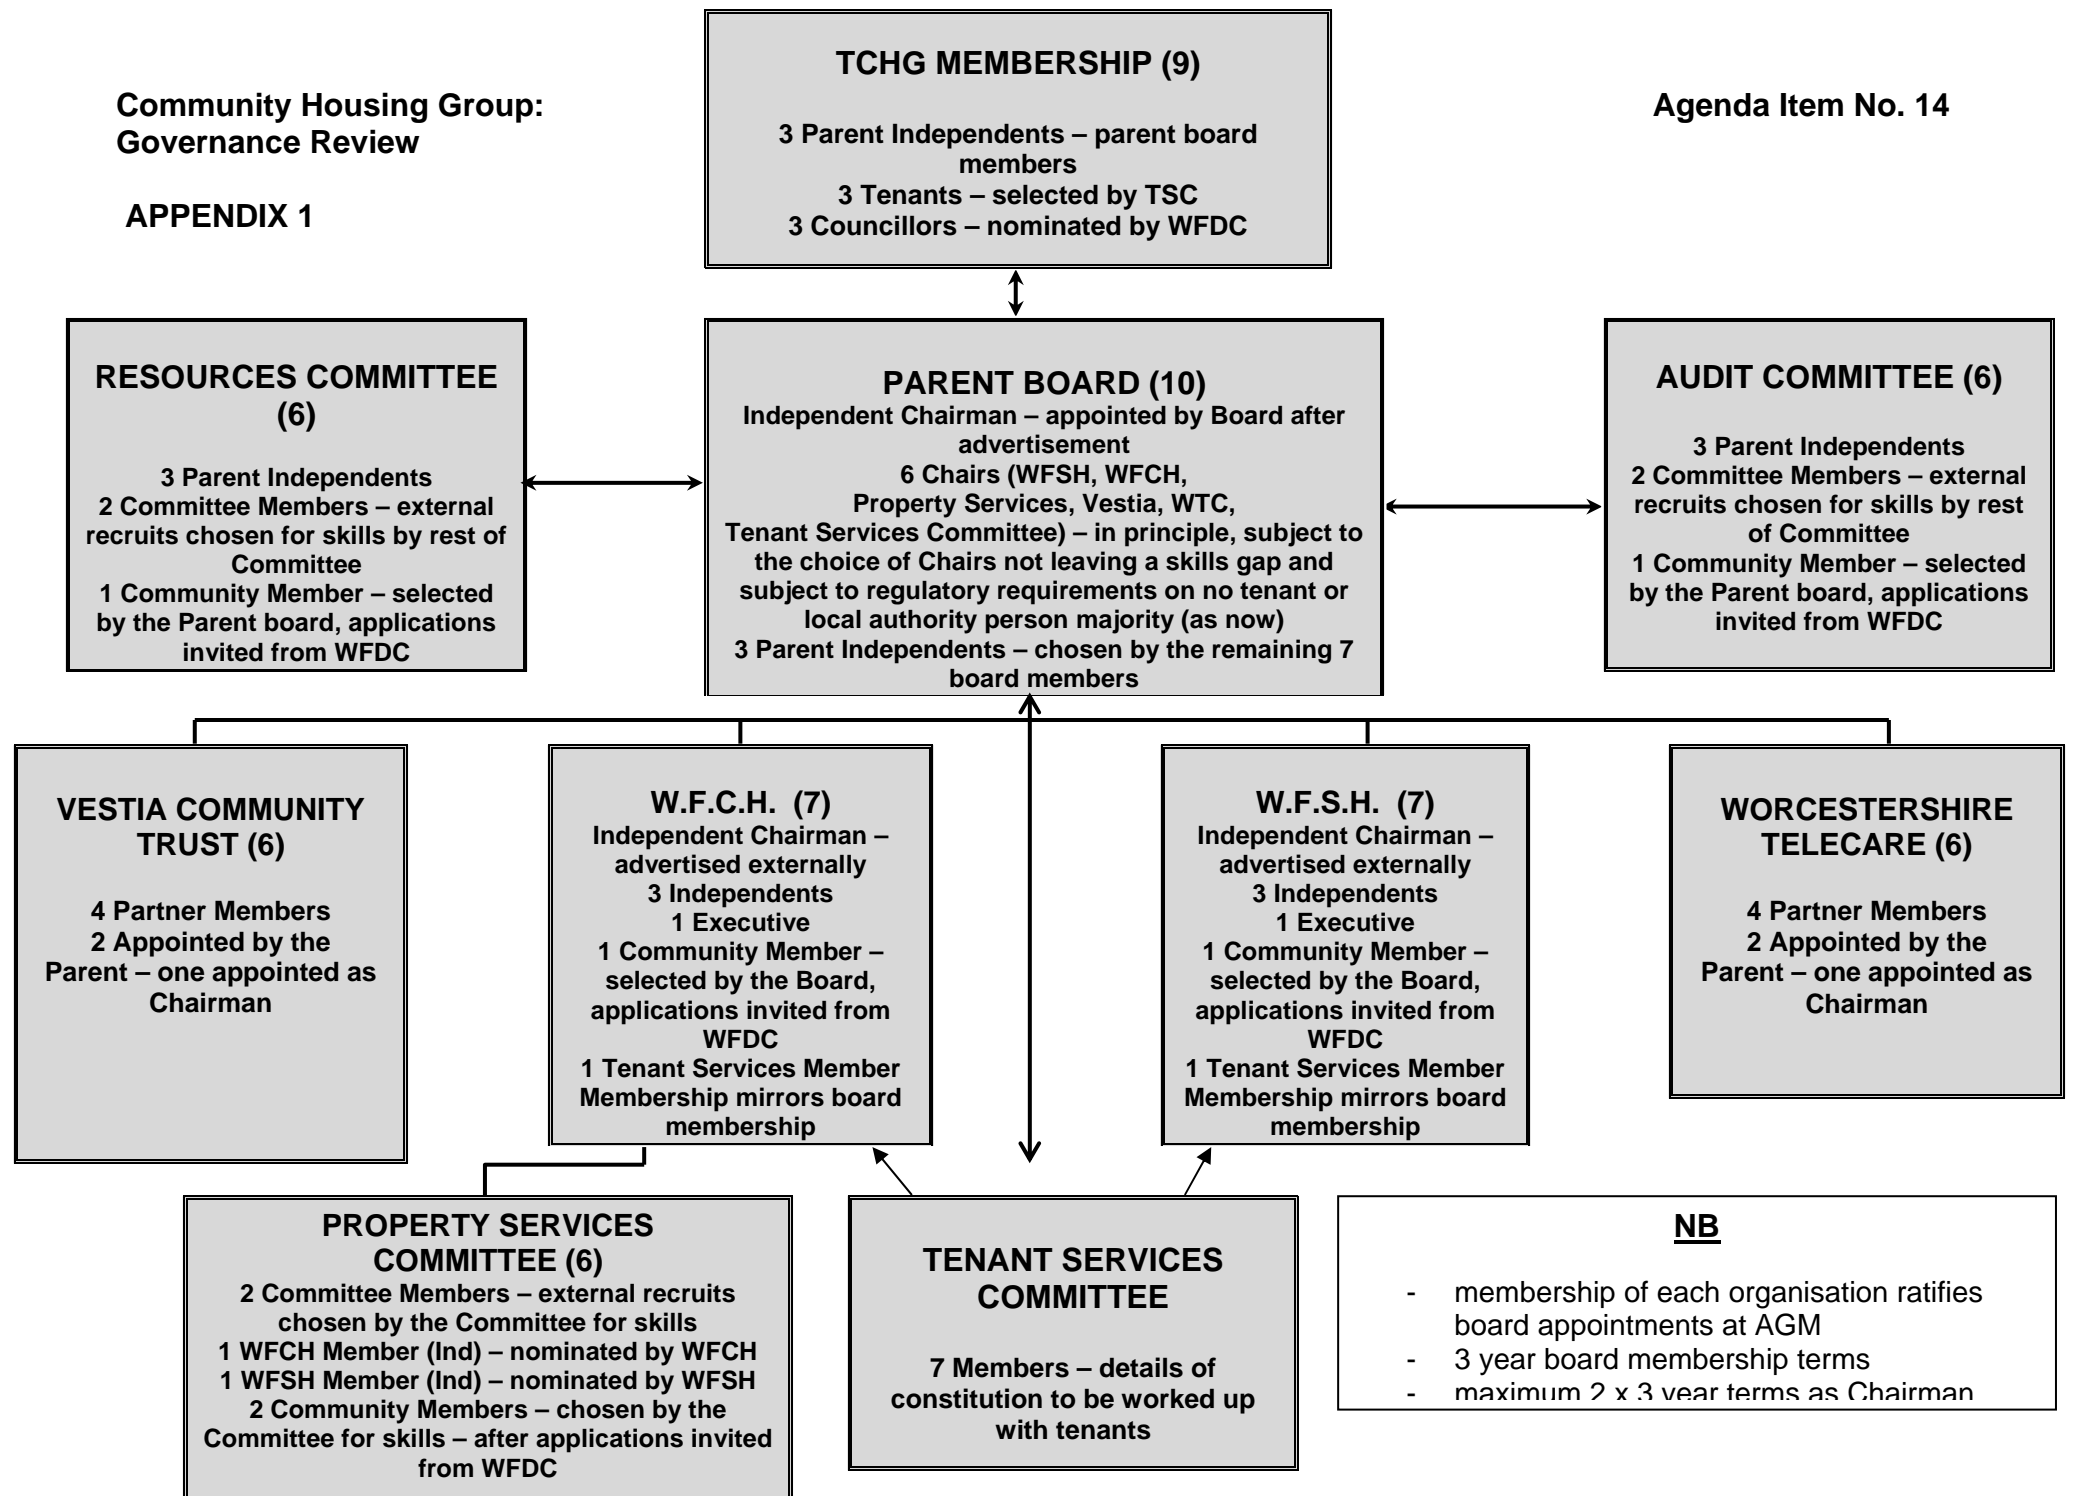 Community Housing Group:
Governance Review
APPENDIX 1
TCHG MEMBERSHIP (9)
3 Parent Independents – parent board
members
3 Tenants – selected by TSC
3 Councillors – nominated by WFDC
Agenda Item No. 14
RESOURCES COMMITTEE
(6)
3 Parent Independents
2 Committee Members – external
recruits chosen for skills by rest of
Committee
1 Community Member – selected
by the Parent board, applications
invited from WFDC
PARENT BOARD (10)
Independent Chairman – appointed by Board after
advertisement
6 Chairs (WFSH, WFCH,
Property Services, Vestia, WTC,
Tenant Services Committee) – in principle, subject to
the choice of Chairs not leaving a skills gap and
subject to regulatory requirements on no tenant or
local authority person majority (as now)
3 Parent Independents – chosen by the remaining 7
board members
AUDIT COMMITTEE (6)
3 Parent Independents
2 Committee Members – external
recruits chosen for skills by rest
of Committee
1 Community Member – selected
by the Parent board, applications
invited from WFDC
VESTIA COMMUNITY
TRUST (6)
4 Partner Members
2 Appointed by the
Parent – one appointed as
Chairman
W.F.C.H. (7)
Independent Chairman –
advertised externally
3 Independents
1 Executive
1 Community Member –
selected by the Board,
applications invited from
WFDC
1 Tenant Services Member
Membership mirrors board
membership
W.F.S.H. (7)
Independent Chairman –
advertised externally
3 Independents
1 Executive
1 Community Member –
selected by the Board,
applications invited from
WFDC
1 Tenant Services Member
Membership mirrors board
membership
WORCESTERSHIRE
TELECARE (6)
4 Partner Members
2 Appointed by the
Parent – one appointed as
Chairman
PROPERTY SERVICES
COMMITTEE (6)
2 Committee Members – external recruits
chosen by the Committee for skills
1 WFCH Member (Ind) – nominated by WFCH
1 WFSH Member (Ind) – nominated by WFSH
2 Community Members – chosen by the
Committee for skills – after applications invited
from WFDC
TENANT SERVICES
COMMITTEE
7 Members – details of
constitution to be worked up
with tenants
NB
- membership of each organisation ratifies
board appointments at AGM
- 3 year board membership terms
- maximum 2 x 3 year terms as Chairman